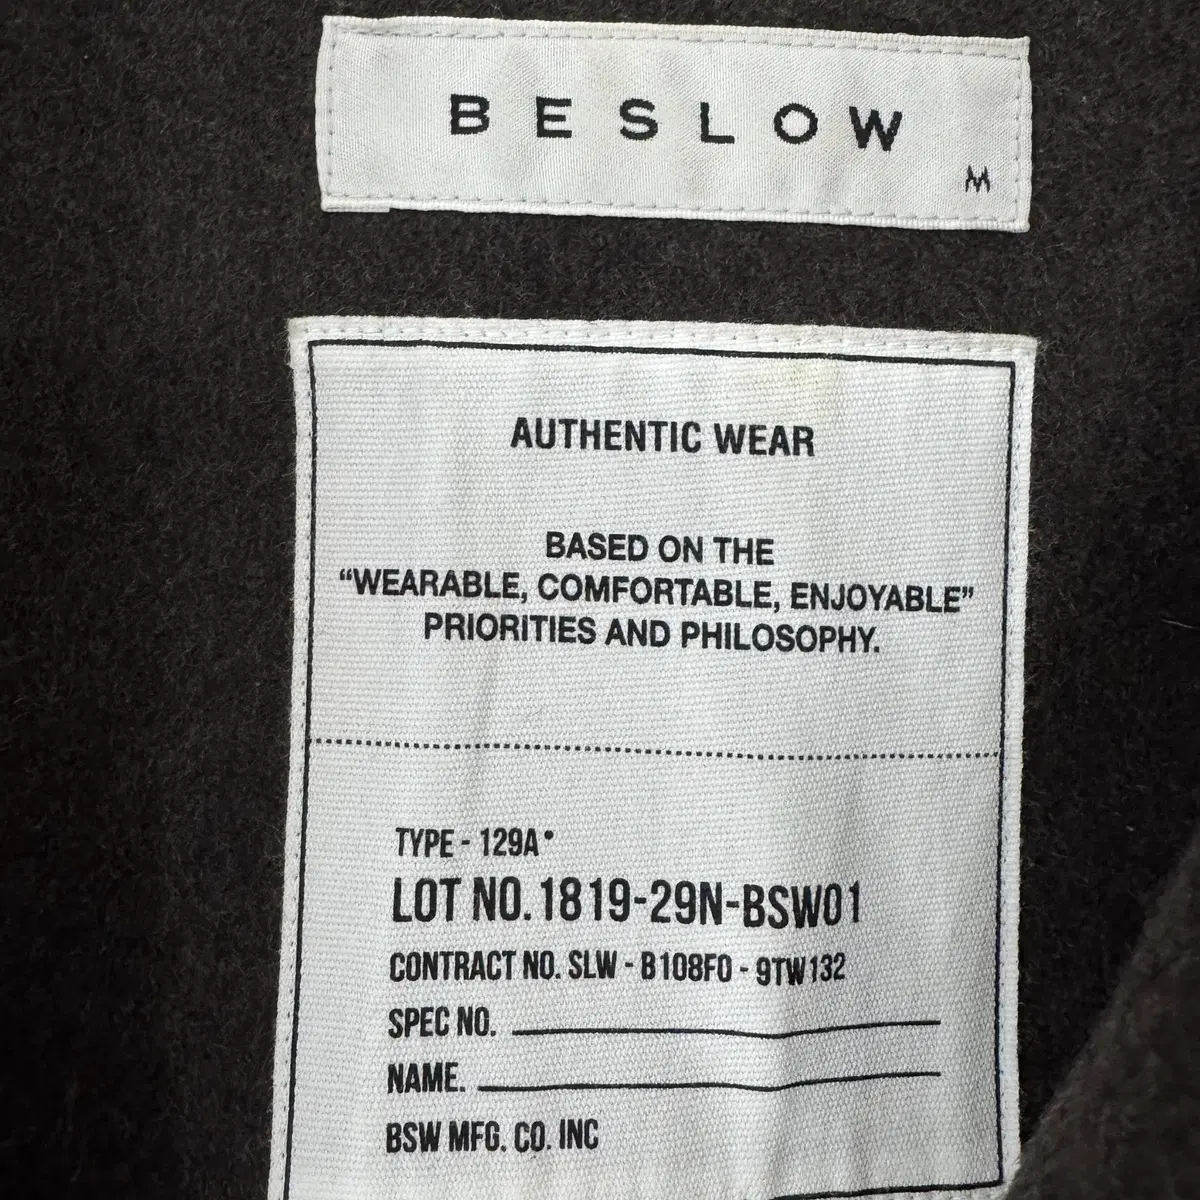 BESLOW
M
AUTHENTIC WEAR
BASED ON THE
“WEARABLE, COMFORTABLE, ENJOYABLE”
PRIORITIES AND PHILOSOPHY.
TYPE - 129A•
LOT NO. 1819-29N-BSW01
CONTRACT NO. SLW - B108F0 - 9TW132
SPEC NO.
NAME.
BSW MFG. CO. INC